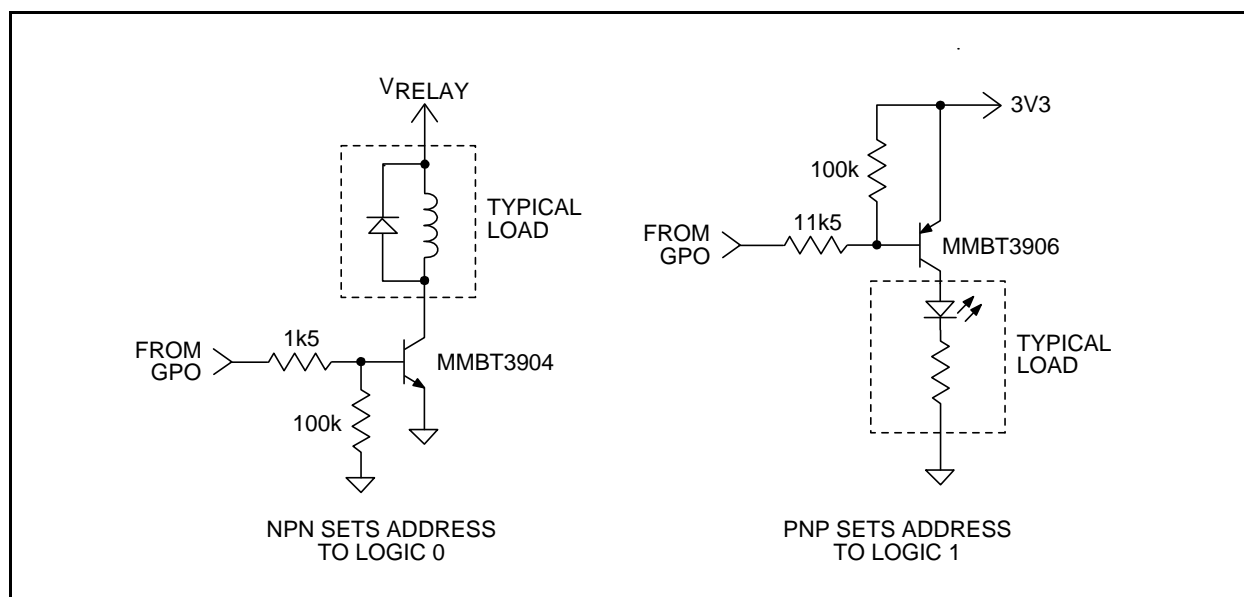 VRELAY
TYPICAL
LOAD
FROM
GPO
1k5
MMBT3904
100k
NPN SETS ADDRESS
TO LOGIC 0
3V3
100k
FROM
GPO
11k5
MMBT3906
TYPICAL
LOAD
PNP SETS ADDRESS
TO LOGIC 1